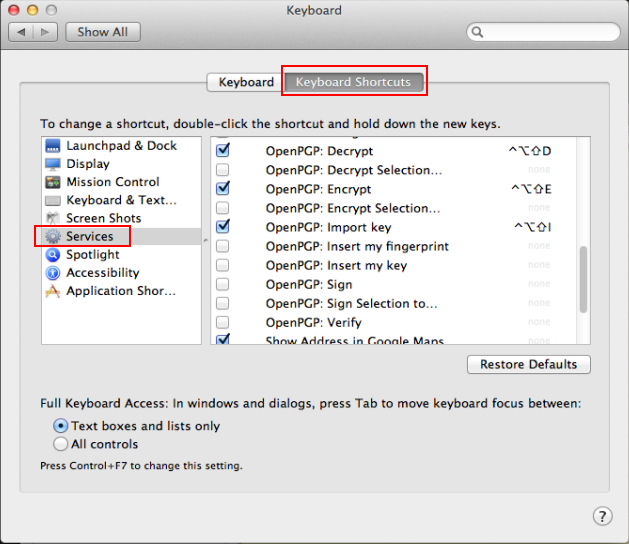 Keyboard
Show All
Keyboard Keyboard Shortcuts
To change a shortcut, double-click the shortcut and hold down the new keys.
Launchpad & Dock
Display
Mission Control
Keyboard & Text...
Screen Shots
Services
Spotlight
Accessibility
Application Shor...
OpenPGP: Decrypt ^⌥⇧D
OpenPGP: Decrypt Selection... none
OpenPGP: Encrypt ^⌥⇧E
OpenPGP: Encrypt Selection... none
OpenPGP: Import key ^⌥⇧I
OpenPGP: Insert my fingerprint none
OpenPGP: Insert my key none
OpenPGP: Sign none
OpenPGP: Sign Selection to... none
OpenPGP: Verify none
Show Address in Google Maps
Restore Defaults
Full Keyboard Access: In windows and dialogs, press Tab to move keyboard focus between:
Text boxes and lists only
All controls
Press Control+F7 to change this setting.
?